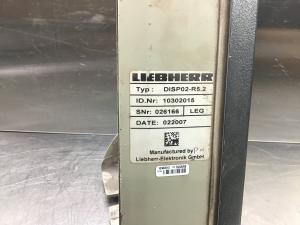 LIEBHERR
Typ: DISP02-R5.2
ID.Nr: 10302015
SNr: 026166 LEG
DATE: 022007
Manufactured by
Liebherr-Elektronik GmbH